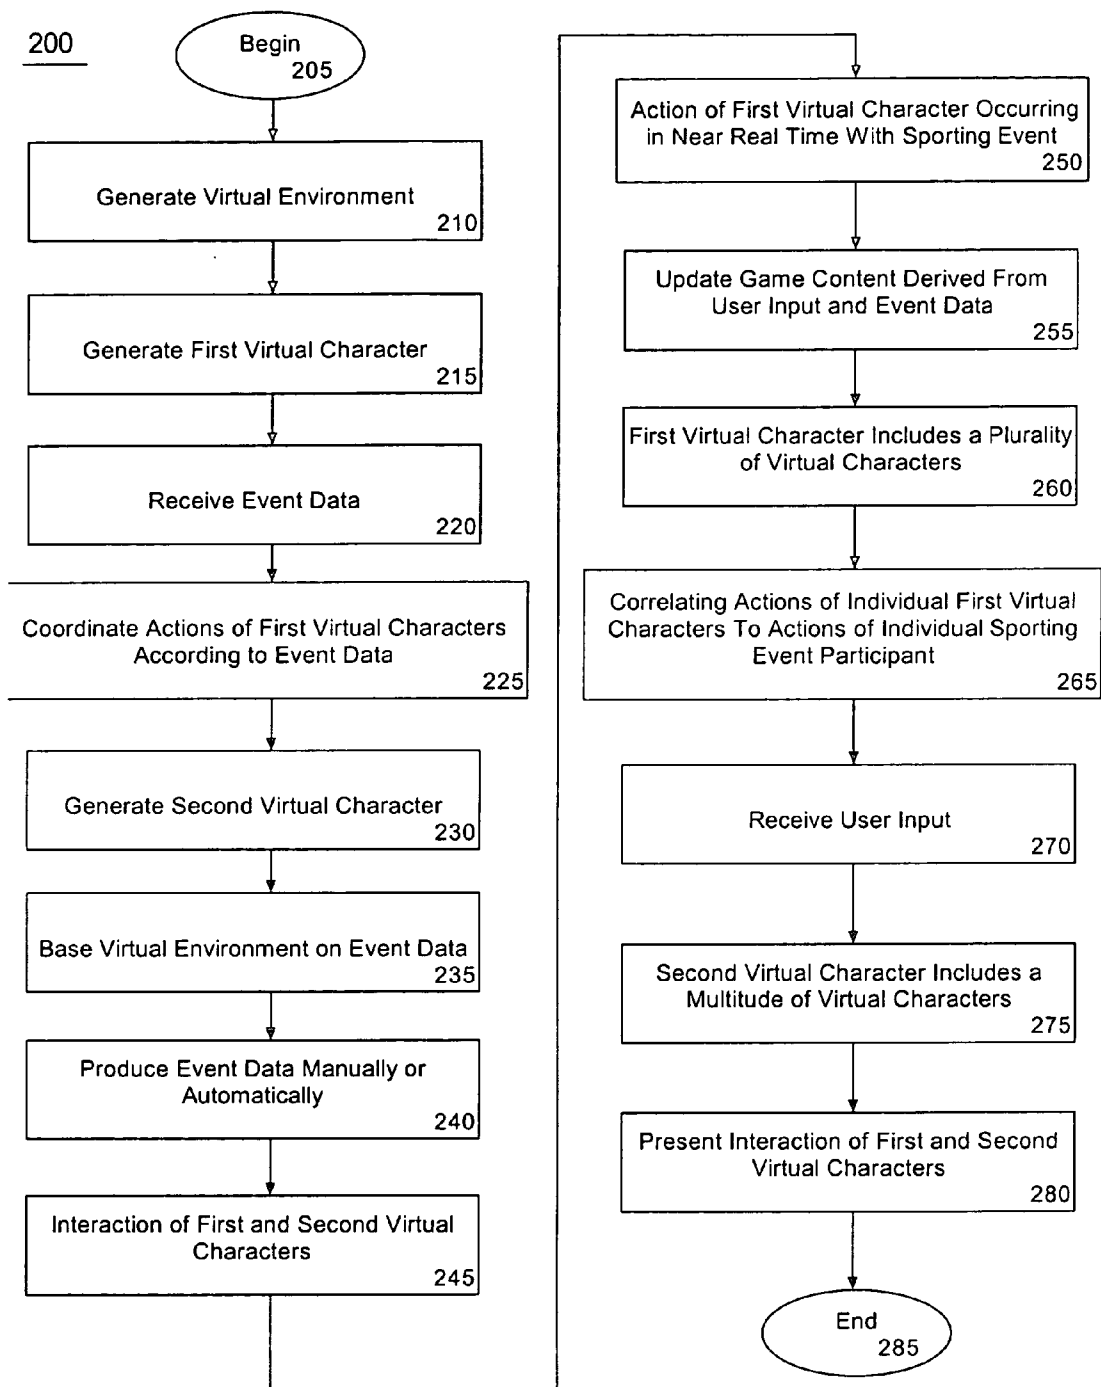 200
Begin
205
Generate Virtual Environment
210
Generate First Virtual Character
215
Receive Event Data
220
Coordinate Actions of First Virtual Characters
According to Event Data
225
Generate Second Virtual Character
230
Base Virtual Environment on Event Data
235
Produce Event Data Manually or
Automatically
240
Interaction of First and Second Virtual
Characters
245
Action of First Virtual Character Occurring
in Near Real Time With Sporting Event
250
Update Game Content Derived From
User Input and Event Data
255
First Virtual Character Includes a Plurality
of Virtual Characters
260
Correlating Actions of Individual First Virtual
Characters To Actions of Individual Sporting
Event Participant
265
Receive User Input
270
Second Virtual Character Includes a
Multitude of Virtual Characters
275
Present Interaction of First and Second
Virtual Characters
280
End
285